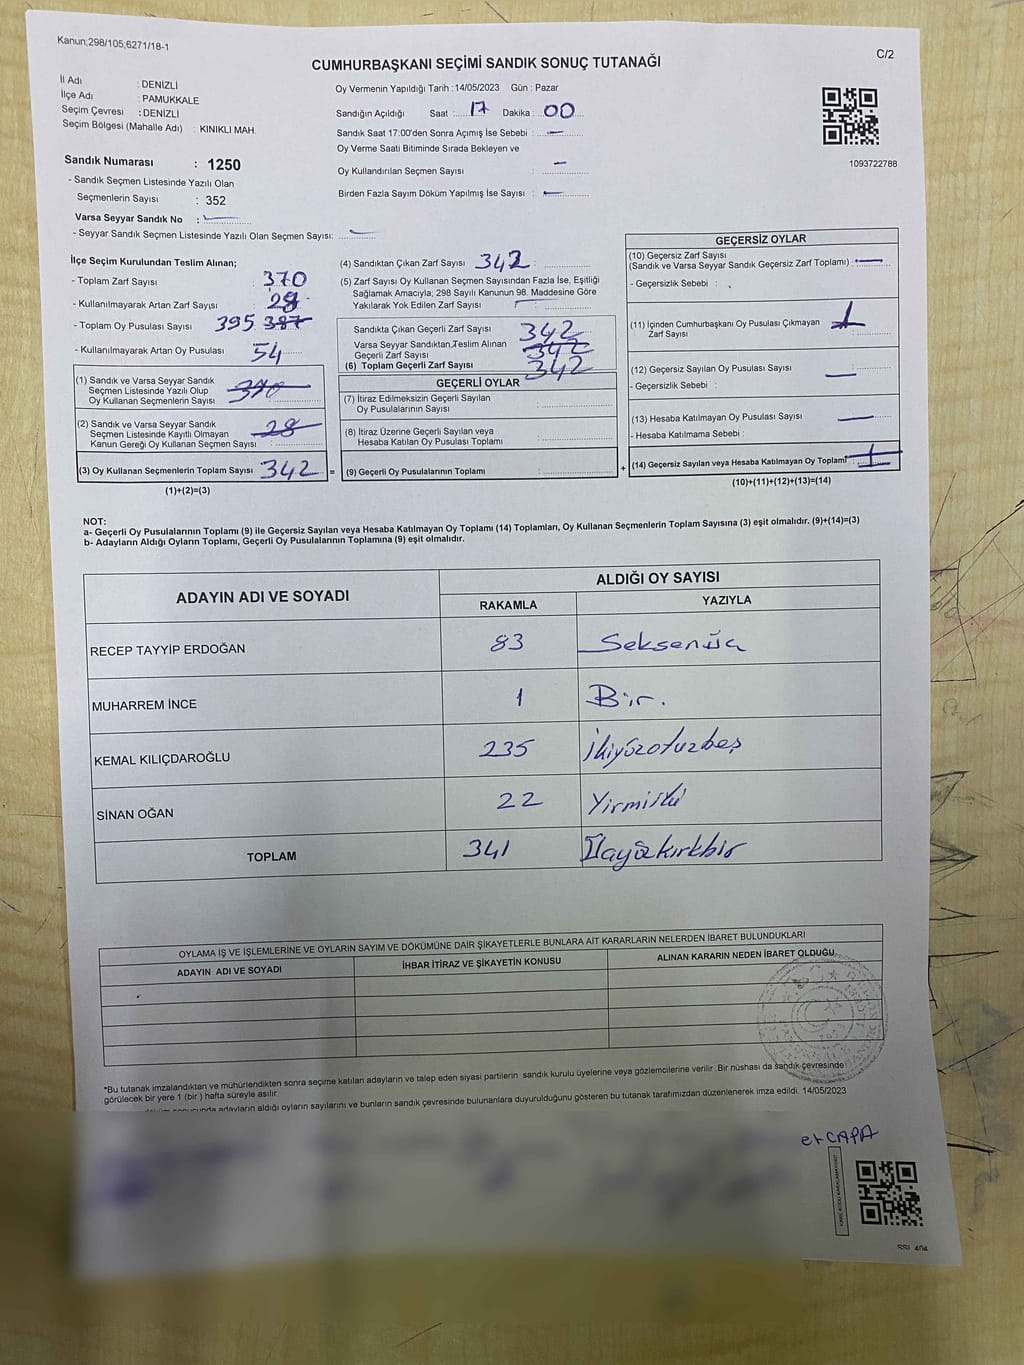 Kanun;298/105,6271/18-1
C/2
CUMHURBAŞKANI SEÇİMİ SANDIK SONUÇ TUTANAĞI
İl Adı : DENİZLİ
İlçe Adı : PAMUKKALE
Seçim Çevresi : DENİZLİ
Seçim Bölgesi (Mahalle Adı) : KINIKLI MAH.
Sandık Numarası : 1250
- Sandık Seçmen Listesinde Yazılı Olan
Seçmenlerin Sayısı : 352
Varsa Seyyar Sandık No :
- Seyyar Sandık Seçmen Listesinde Yazılı Olan Seçmen Sayısı:
Oy Vermenin Yapıldığı Tarih : 14/05/2023 Gün : Pazar
Sandığın Açıldığı Saat : 17 Dakika : 00
Sandık Saat 17:00'den Sonra Açımış İse Sebebi : —
Oy Verme Saati Bitiminde Sırada Bekleyen ve
Oy Kullandırılan Seçmen Sayısı : —
Birden Fazla Sayım Döküm Yapılmış İse Sayısı : —
1093722788
İlçe Seçim Kurulundan Teslim Alınan;
- Toplam Zarf Sayısı : 370
- Kullanılmayarak Artan Zarf Sayısı : 28
- Toplam Oy Pusulası Sayısı 395 387
- Kullanılmayarak Artan Oy Pusulası 54
(1) Sandık ve Varsa Seyyar Sandık
Seçmen Listesinde Yazılı Olup
Oy Kullanan Seçmenlerin Sayısı : 370
(2) Sandık ve Varsa Seyyar Sandık
Seçmen Listesinde Kayıtlı Olmayan
Kanun Gereği Oy Kullanan Seçmen Sayısı : 28
(3) Oy Kullanan Seçmenlerin Toplam Sayısı 342 =
(1)+(2)=(3)
(4) Sandıktan Çıkan Zarf Sayısı 342
(5) Zarf Sayısı Oy Kullanan Seçmen Sayısından Fazla İse, Eşitliği
Sağlamak Amacıyla; 298 Sayılı Kanunun 98. Maddesine Göre
Yakılarak Yok Edilen Zarf Sayısı :
Sandıkta Çıkan Geçerli Zarf Sayısı 342
Varsa Seyyar Sandıktan,Teslim Alınan
Geçerli Zarf Sayısı 342
(6) Toplam Geçerli Zarf Sayısı 342
GEÇERLİ OYLAR
(7) İtiraz Edilmeksizin Geçerli Sayılan
Oy Pusulalarının Sayısı :
(8) İtiraz Üzerine Geçerli Sayılan veya
Hesaba Katılan Oy Pusulası Toplamı :
(9) Geçerli Oy Pusulalarının Toplamı : +
GEÇERSİZ OYLAR
(10) Geçersiz Zarf Sayısı
(Sandık ve Varsa Seyyar Sandık Geçersiz Zarf Toplamı) : —
- Geçersizlik Sebebi :
(11) İçinden Cumhurbaşkanı Oy Pusulası Çıkmayan
Zarf Sayısı
(12) Geçersiz Sayılan Oy Pusulası Sayısı —
- Geçersizlik Sebebi :
(13) Hesaba Katılmayan Oy Pusulası Sayısı —
- Hesaba Katılmama Sebebi :
(14) Geçersiz Sayılan veya Hesaba Katılmayan Oy Toplamı
(10)+(11)+(12)+(13)=(14)
NOT:
a- Geçerli Oy Pusulalarının Toplamı (9) ile Geçersiz Sayılan veya Hesaba Katılmayan Oy Toplamı (14) Toplamları, Oy Kullanan Seçmenlerin Toplam Sayısına (3) eşit olmalıdır. (9)+(14)=(3)
b- Adayların Aldığı Oyların Toplamı, Geçerli Oy Pusulalarının Toplamına (9) eşit olmalıdır.
ADAYIN ADI VE SOYADI
ALDIĞI OY SAYISI
RAKAMLA YAZIYLA
RECEP TAYYİP ERDOĞAN 83 Seksenüç
MUHARREM İNCE 1 Bir.
KEMAL KILIÇDAROĞLU 235 İkiyüzotuzbeş
SİNAN OĞAN 22 Yirmiiki
TOPLAM 341 Üçyüzkırkbir
OYLAMA İŞ VE İŞLEMLERİNE VE OYLARIN SAYIM VE DÖKÜMÜNE DAİR ŞİKAYETLERLE BUNLARA AİT KARARLARIN NELERDEN İBARET BULUNDUKLARI
ADAYIN ADI VE SOYADI İHBAR İTİRAZ VE ŞİKAYETİN KONUSU ALINAN KARARIN NEDEN İBARET OLDUĞU
*Bu tutanak imzalandıktan ve mühürlendikten sonra seçime katılan adayların ve talep eden siyasi partilerin sandık kurulu üyelerine veya gözlemcilerine verilir .Bir nüshası da sandık çevresinde
görülecek bir yere 1 (bir ) hafta süreyle asılır.
adayların aldığı oyların sayılarını ve bunların sandık çevresinde bulunanlara duyurulduğunu gösteren bu tutanak tarafımızdan düzenlenerek imza edildi. 14/05/2023